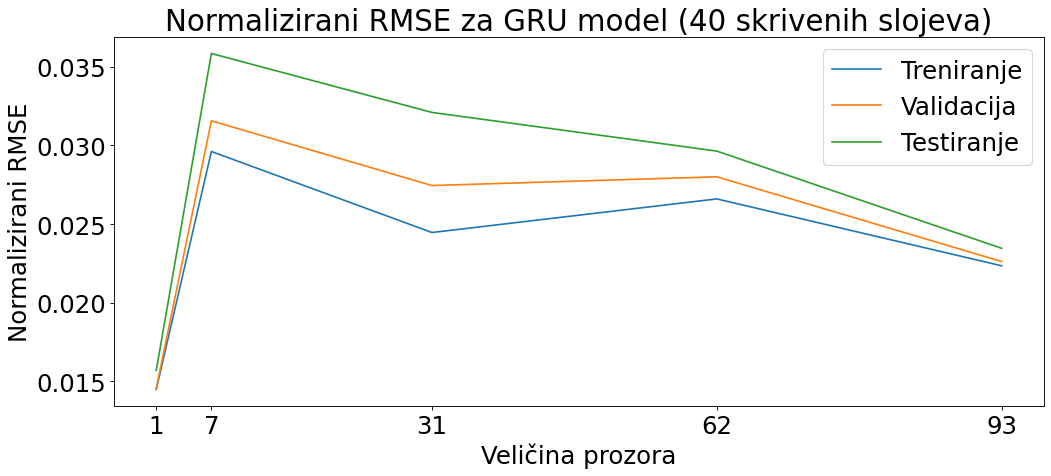 Normalizirani RMSE za GRU model (40 skrivenih slojeva)
Normalizirani RMSE
0.035
0.030
0.025
0.020
0.015
Treniranje
Validacija
Testiranje
1 7 31 62 93
Veličina prozora